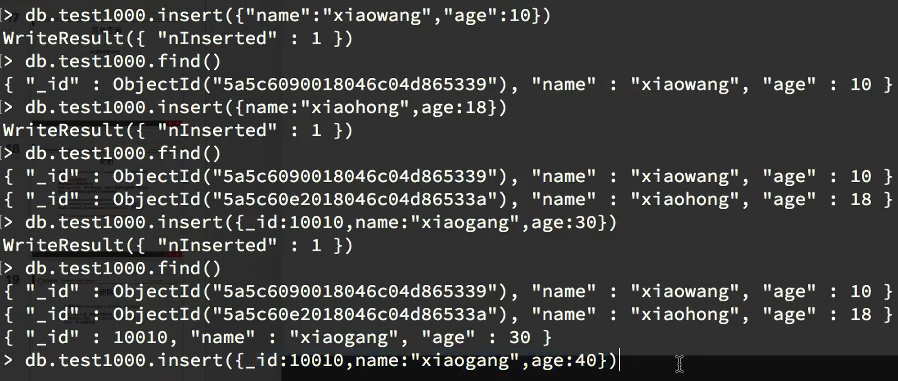 > db.test1000.insert({"name":"xiaowang","age":10})
WriteResult({ "nInserted" : 1 })
> db.test1000.find()
{ "_id" : ObjectId("5a5c6090018046c04d865339"), "name" : "xiaowang", "age" : 10 }
> db.test1000.insert({name:"xiaohong",age:18})
WriteResult({ "nInserted" : 1 })
> db.test1000.find()
{ "_id" : ObjectId("5a5c6090018046c04d865339"), "name" : "xiaowang", "age" : 10 }
{ "_id" : ObjectId("5a5c60e2018046c04d86533a"), "name" : "xiaohong", "age" : 18 }
> db.test1000.insert({_id:10010,name:"xiaogang",age:30})
WriteResult({ "nInserted" : 1 })
> db.test1000.find()
{ "_id" : ObjectId("5a5c6090018046c04d865339"), "name" : "xiaowang", "age" : 10 }
{ "_id" : ObjectId("5a5c60e2018046c04d86533a"), "name" : "xiaohong", "age" : 18 }
{ "_id" : 10010, "name" : "xiaogang", "age" : 30 }
> db.test1000.insert({_id:10010,name:"xiaogang",age:40})